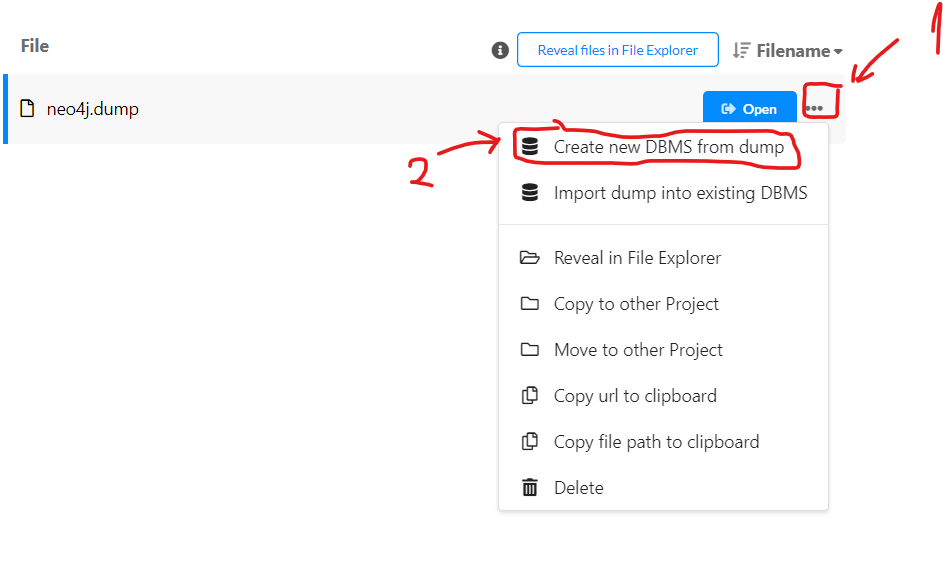 1
File
Reveal files in File Explorer
Filename
neo4j.dump
Open
2
Create new DBMS from dump
Import dump into existing DBMS
Reveal in File Explorer
Copy to other Project
Move to other Project
Copy url to clipboard
Copy file path to clipboard
Delete